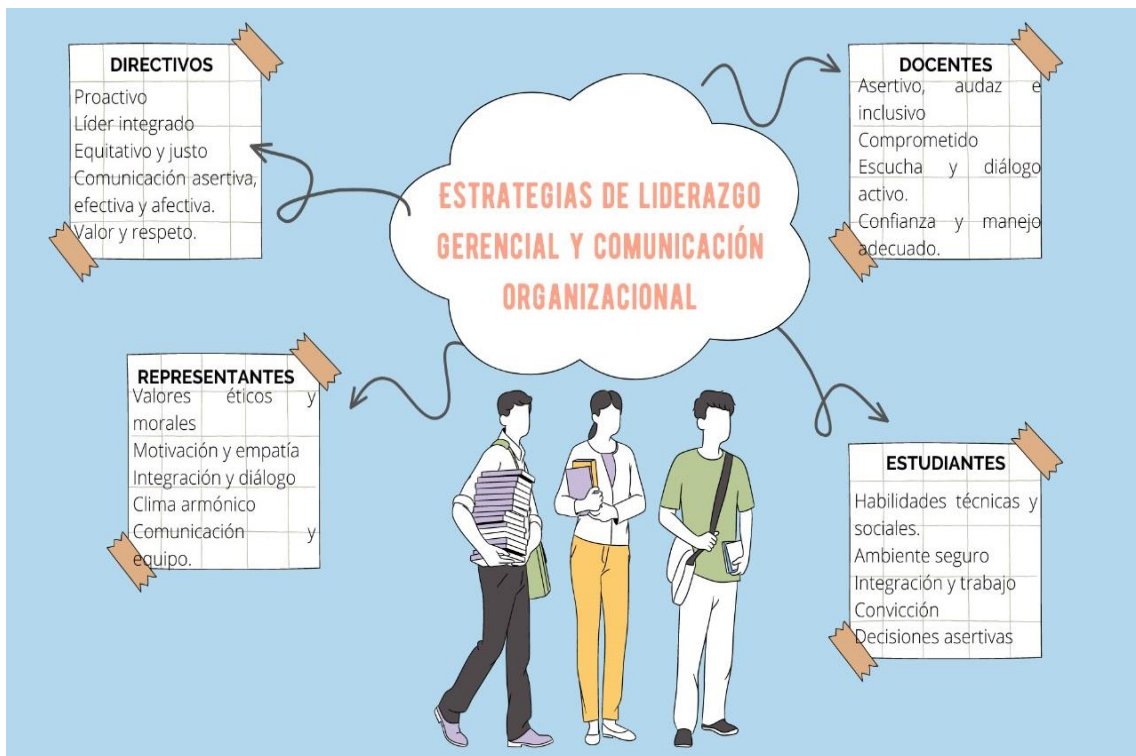 DIRECTIVOS
Proactivo
Líder integrado
Equitativo y justo
Comunicación asertiva,
efectiva y afectiva.
Valor y respeto.
ESTRATEGIAS DE LIDERAZGO
GERENCIAL Y COMUNICACIÓN
ORGANIZACIONAL
DOCENTES
Asertivo, audaz e
inclusivo
Comprometido
Escucha y diálogo
activo.
Confianza y manejo
adecuado.
REPRESENTANTES
Valores éticos y
morales
Motivación y empatía
Integración y diálogo
Clima armónico
Comunicación y
equipo.
ESTUDIANTES
Habilidades técnicas y
sociales.
Ambiente seguro
Integración y trabajo
Convicción
Decisiones asertivas